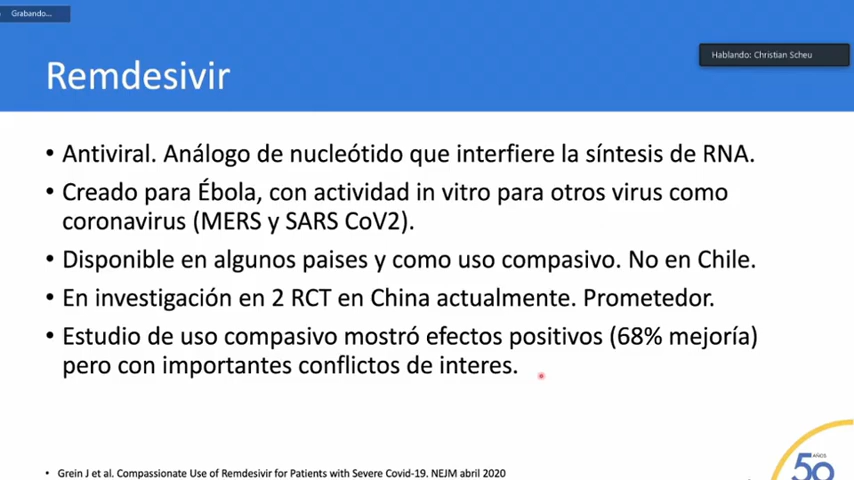 Grabando...
Hablando: Christian Scheu
Remdesivir
• Antiviral. Análogo de nucleótido que interfiere la síntesis de RNA.
• Creado para Ébola, con actividad in vitro para otros virus como
coronavirus (MERS y SARS CoV2).
• Disponible en algunos paises y como uso compasivo. No en Chile.
• En investigación en 2 RCT en China actualmente. Prometedor.
• Estudio de uso compasivo mostró efectos positivos (68% mejoría)
pero con importantes conflictos de interes.
• Grein J et al. Compassionate Use of Remdesivir for Patients with Severe Covid-19. NEJM abril 2020
AÑOS
50